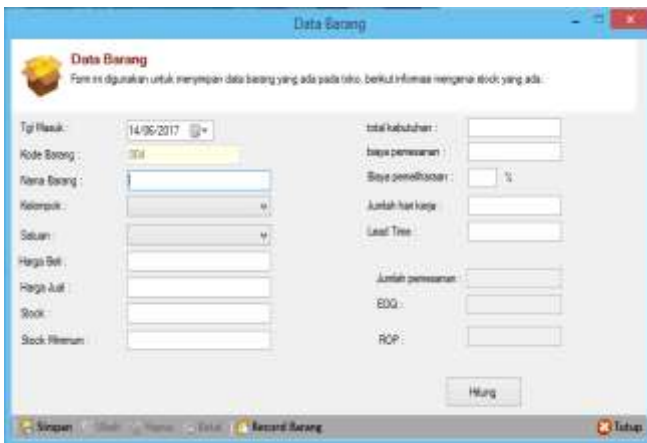 Data Barang
Data Barang
Form ini digunakan untuk menyimpan data barang yang ada pada toko, berikut informasi mengenai stock yang ada.
Tgl Masuk :
14/06/2017
Kode Barang :
004
Nama Barang :
Kelompok :
Satuan :
Harga Beli :
Harga Jual :
Stock :
Stock Minimum :
total kebutuhan :
biaya pemesanan :
Biaya pemeliharaan :
%
Jumlah hari kerja :
Lead Time :
Jumlah pemesanan :
EOQ :
ROP :
Hitung
Simpan
Hapus
Batal
Record Barang
Tutup